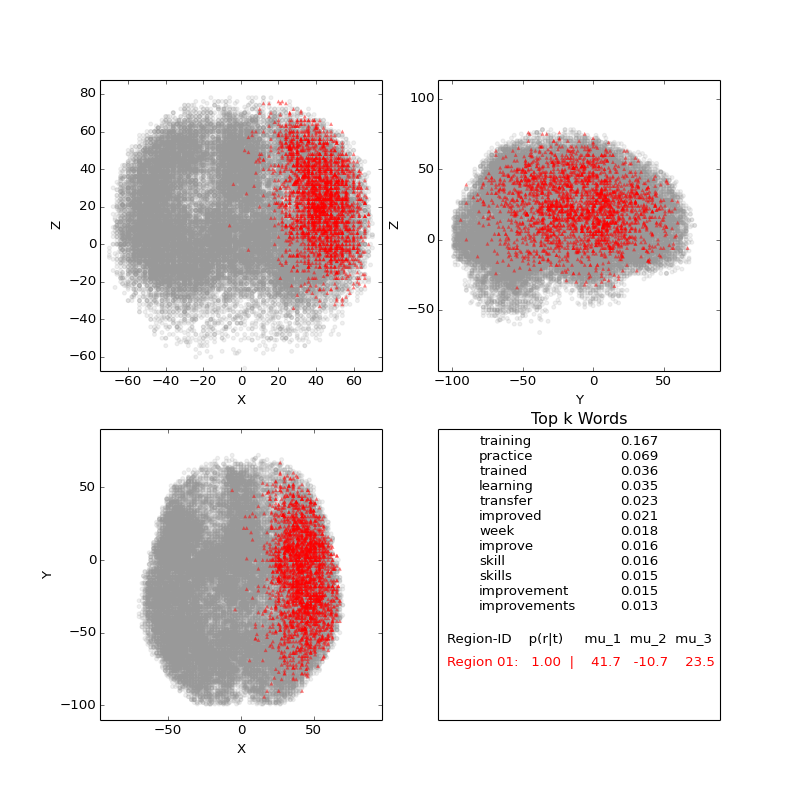 80
60
40
20
0
−20
−40
−60
Z
−60 −40 −20 0 20 40 60
X
100
50
0
−50
Z
−100 −50 0 50
Y
50
0
−50
−100
Y
−50 0 50
X
Top k Words
training 0.167
practice 0.069
trained 0.036
learning 0.035
transfer 0.023
improved 0.021
week 0.018
improve 0.016
skill 0.016
skills 0.015
improvement 0.015
improvements 0.013
Region-ID p(r|t) mu_1 mu_2 mu_3
Region 01: 1.00 | 41.7 -10.7 23.5